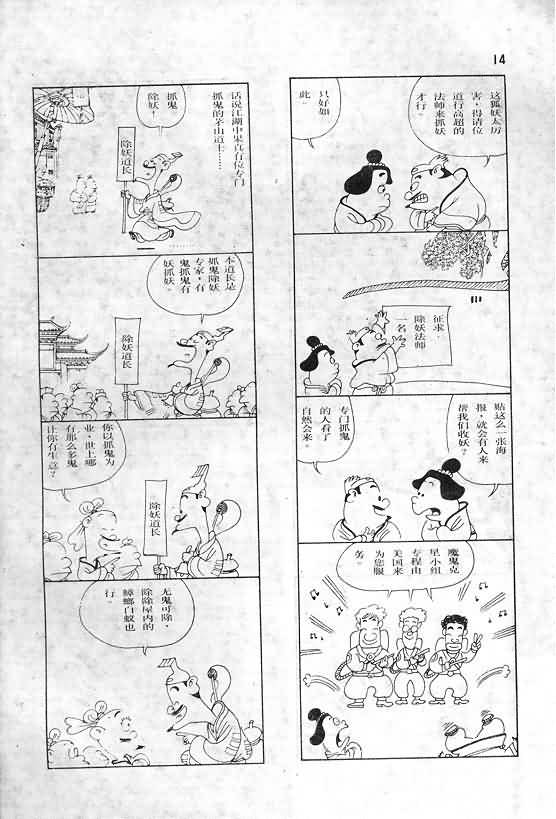 14
这狐妖太厉
害，得请位
道行高超的
法师来抓妖
才行。
只好如
此。
征求：
除妖法师
一名
贴这么一张海
报，就会有人来
帮我们收妖？
专门抓鬼
的人看了
自然会来。
魔鬼克
星小组
专程由
美国来
为您服
务。
话说江湖中果真有位专门
抓鬼的茅山道士……
抓鬼
除妖！
除妖道长
本道长是
抓鬼除妖
专家，有
鬼抓鬼有
妖抓妖。
除妖道长
你以抓鬼为
业，世上哪
有那么多鬼
让你有生意？
除妖道长
无鬼可除，
除除屋内的
蟑螂白蚁也
行。